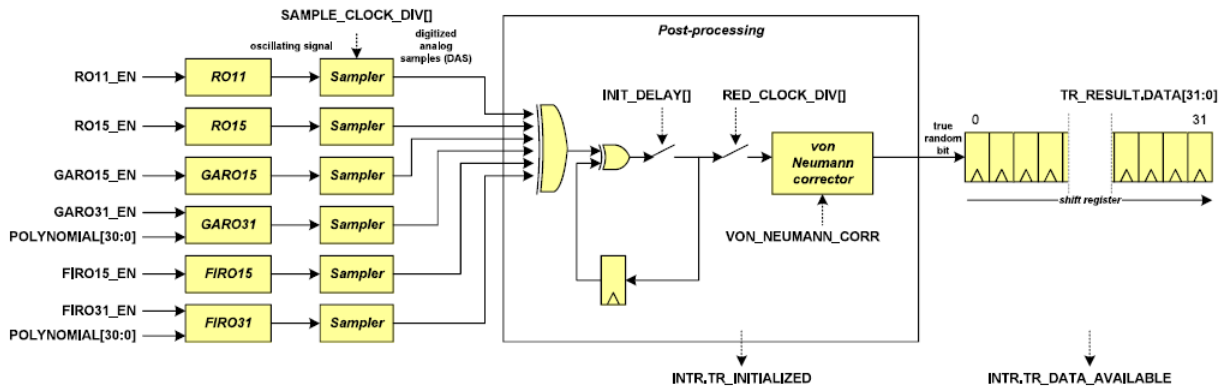 SAMPLE_CLOCK_DIV[]
oscillating signal
digitized
analog
samples (DAS)
Post-processing
RO11_EN
RO11
Sampler
RO15_EN
RO15
Sampler
GARO15_EN
GARO15
Sampler
GARO31_EN
POLYNOMIAL[30:0]
GARO31
Sampler
FIRO15_EN
FIRO15
Sampler
FIRO31_EN
POLYNOMIAL[30:0]
FIRO31
Sampler
INIT_DELAY[]
RED_CLOCK_DIV[]
von
Neumann
corrector
VON_NEUMANN_CORR
true
random
bit
TR_RESULT.DATA[31:0]
0 31
shift register
INTR.TR_INITIALIZED
INTR.TR_DATA_AVAILABLE